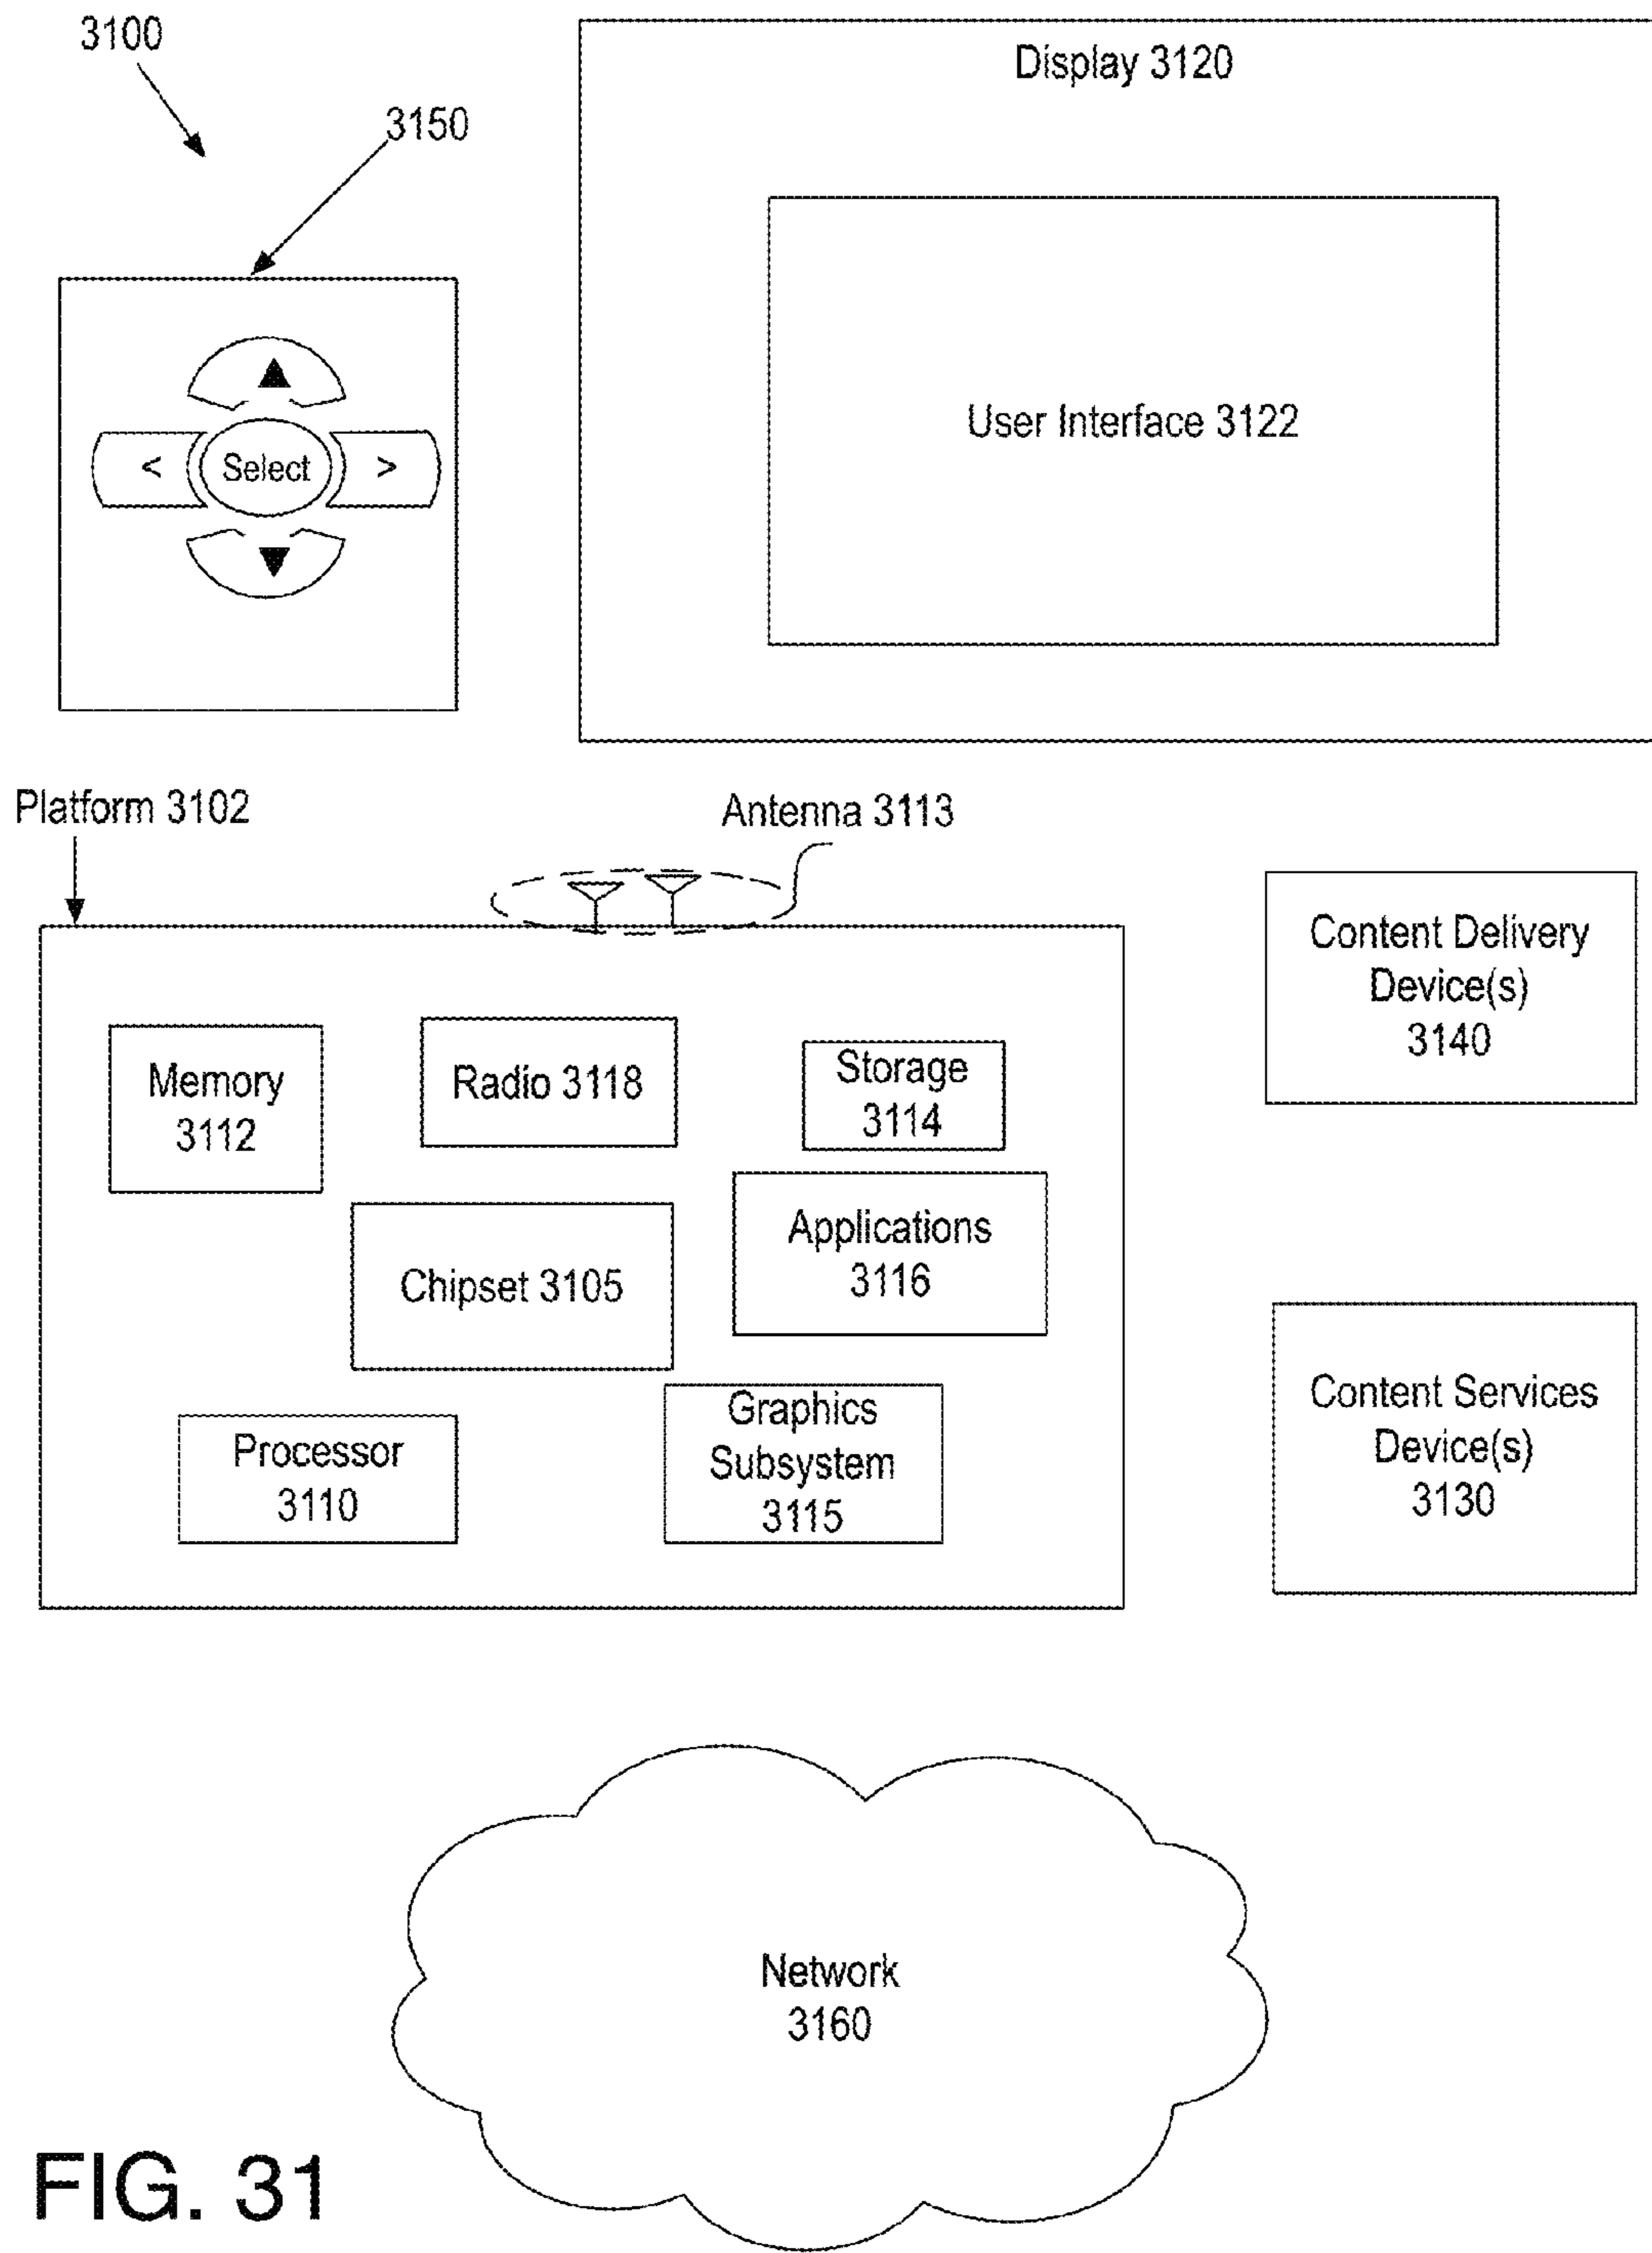 3100
3150
Display 3120
User Interface 3122
<
Select
>
Platform 3102
Antenna 3113
Memory
3112
Radio 3118
Storage
3114
Chipset 3105
Applications
3116
Processor
3110
Graphics
Subsystem
3115
Content Delivery
Device(s)
3140
Content Services
Device(s)
3130
Network
3160
FIG. 31